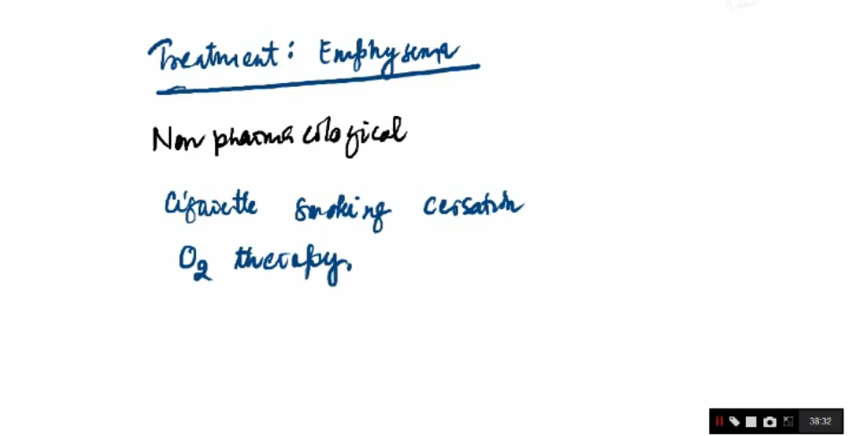 Treatment: Emphysema
Non pharmacological
Cigarette smoking cessation
O2 therapy.
38:32